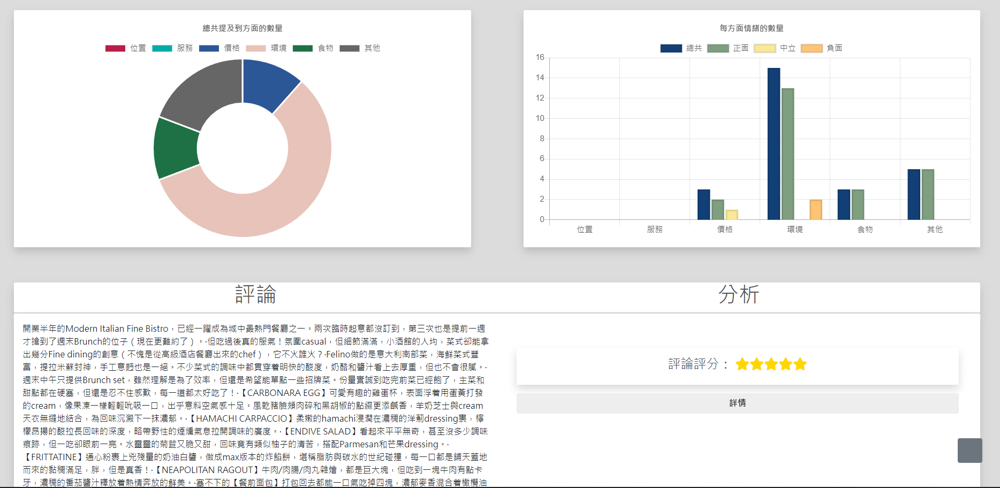 總共提及到方面的數量
位置 服務 價格 環境 食物 其他
每方面情緒的數量
總共 正面 中立 負面
16
14
12
10
8
6
4
2
0
位置 服務 價格 環境 食物 其他
評論
分析
開業半年的Modern Italian Fine Bistro，已經一躍成為城中最熱門餐廳之一。兩次臨時起意都沒訂到，第三次也是提前一週
才搶到了週末Brunch的位子（現在更難約了）。·但吃過後真的服氣！氛圍casual，但細節滿滿，小酒館的人均，菜式卻能拿
出幾分Fine dining的創意（不愧是從高級酒店餐廳出來的chef），它不火誰火？·Felino做的是意大利南部菜，海鮮菜式豐
富，提拉米蘇封神，手工意麪也是一絕。不少菜式的調味中都貫穿着明快的酸度，奶酪和醬汁看上去厚重，但也不會很膩。·
週末中午只提供Brunch set，雖然理解是為了效率，但還是希望能單點一些招牌菜。份量實誠到吃完前菜已經飽了，主菜和
甜點都在硬塞，但還是忍不住感歎，每一道都太好吃了！·【CARBONARA EGG】可愛有趣的雞蛋杯，表面浮着用蛋黃打發
的cream，像果凍一樣輕輕吮吸一口，出乎意料空氣感十足。風乾豬臉頰肉碎和黑胡椒的點綴更添鹹香，羊奶芝士與cream
天衣無縫地結合，為回味沉澱下一抹濃郁。·【HAMACHI CARPACCIO】柔嫩的hamachi浸潤在濃稠的洋薊dressing裏，檸
檬昂揚的酸拉長回味的深度，略帶野性的煙燻氣息拉開調味的廣度。·【ENDIVE SALAD】看起來平平無奇，甚至沒多少調味
痕跡，但一吃卻眼前一亮。水靈靈的菊苣又脆又甜，回味竟有類似柚子的清苦，搭配Parmesan和芒果dressing。·
【FRITTATINE】通心粉裹上兇殘量的奶油白醬，做成max版本的炸餡餅，堪稱脂肪與碳水的世紀碰撞，每一口都是鋪天蓋地
而來的黏稠滿足，胖，但是真香！·【NEAPOLITAN RAGOUT】牛肉/肉腸/肉丸雜燴，都是巨大塊，但吃到一塊牛肉有點卡
牙，濃稠的番茄醬汁釋放着熱情奔放的鮮美。·塞不下的【餐前面包】打包回去都能一口氣吃掉四塊，濃郁麥香混合着橄欖油
評論評分：
詳情